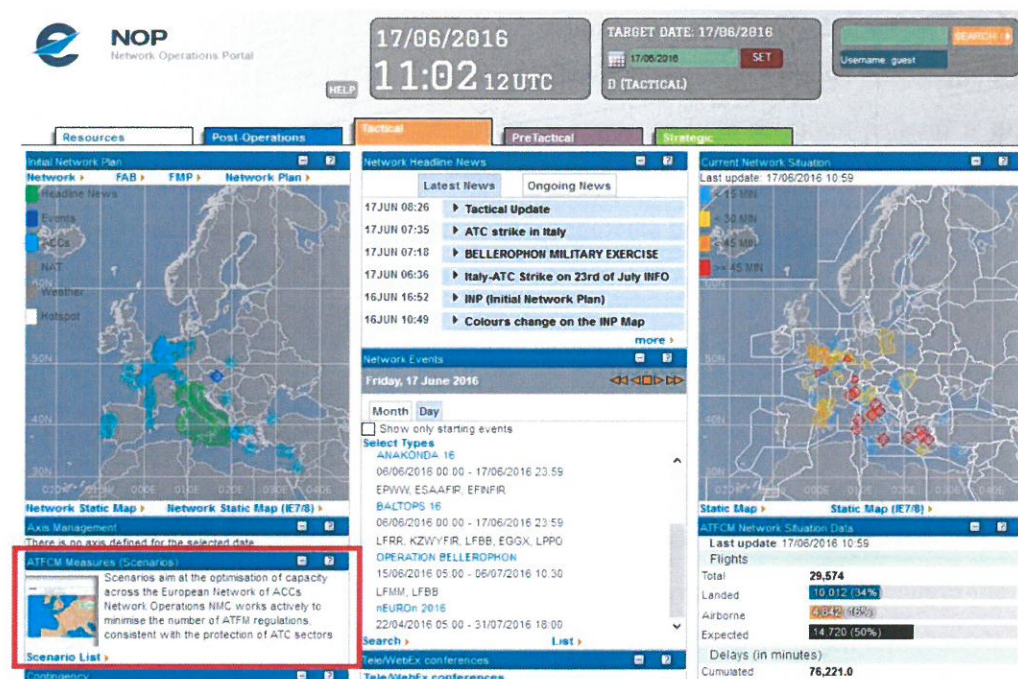 NOP
Network Operations Portal
HELP
17/06/2016
11:02 12 UTC
TARGET DATE: 17/06/2016
17/06/2016
SET
D (TACTICAL)
SEARCH
Username: guest
Resources
Post-Operations
Tactical
PreTactical
Strategic
Initial Network Plan
Network
FAB
FMP
Network Plan
Headline News
Events
ACCs
NAT
Weather
Hotspot
50N
40N
30N
Network Static Map
Network Static Map (IE7/8)
Axis Management
There is no axis defined for the selected date
ATFCM Measures (Scenarios)
Scenarios aim at the optimisation of capacity
across the European Network of ACCs
Network Operations NMC works actively to
minimise the number of ATFM regulations,
consistent with the protection of ATC sectors
Scenario List
Contingency
Network Headline News
Latest News
Ongoing News
17JUN 08:26 Tactical Update
17JUN 07:35 ATC strike in Italy
17JUN 07:18 BELLEROPHON MILITARY EXERCISE
17JUN 06:36 Italy-ATC Strike on 23rd of July INFO
16JUN 16:52 INP (Initial Network Plan)
16JUN 10:49 Colours change on the INP Map
more
Network Events
Friday, 17 June 2016
Month
Day
Show only starting events
Select Types
ANAKONDA 16
06/06/2016 00:00 - 17/06/2016 23:59
EPWW, ESAAFIR, EFINFIR
BALTOPS 16
06/06/2016 00:00 - 17/06/2016 23:59
LFRR, KZWYFIR, LFBB, EGGX, LPPO
OPERATION BELLEROPHON
15/06/2016 05:00 - 06/07/2016 10:30
LFMM, LFBB
nEUROn 2016
22/04/2016 05:00 - 31/07/2016 18:00
Search
List
Tele/WebEx conferences
Tele/WebEx conferences
Current Network Situation
Last update: 17/06/2016 10:59
< 15 MIN
< 30 MIN
< 45 MIN
>= 45 MIN
50N
40N
30N
Static Map
Static Map (IE7/8)
ATFCM Network Situation Data
Last update 17/06/2016 10:59
Flights
Total 29,574
Landed 10,012 (34%)
Airborne 4,842 (16%)
Expected 14,720 (50%)
Delays (in minutes)
Cumulated 76,221.0